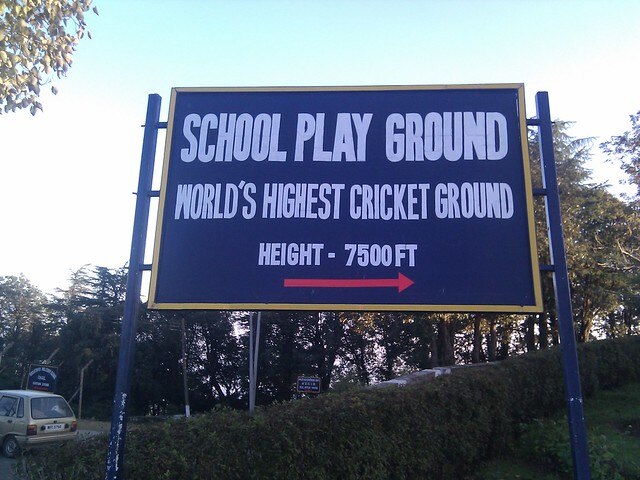 SCHOOL PLAY GROUND
WORLD'S HIGHEST CRICKET GROUND
HEIGHT - 7500 FT